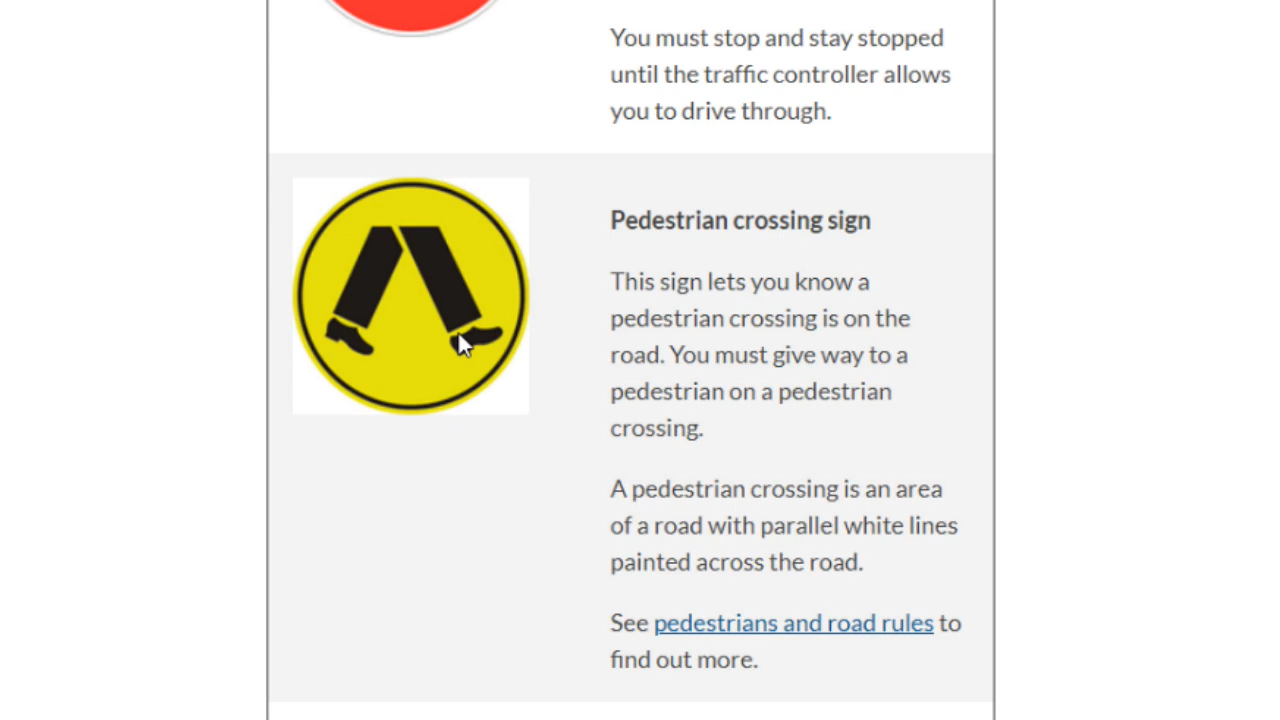 You must stop and stay stopped
until the traffic controller allows
you to drive through.
Pedestrian crossing sign
This sign lets you know a
pedestrian crossing is on the
road. You must give way to a
pedestrian on a pedestrian
crossing.
A pedestrian crossing is an area
of a road with parallel white lines
painted across the road.
See pedestrians and road rules to
find out more.